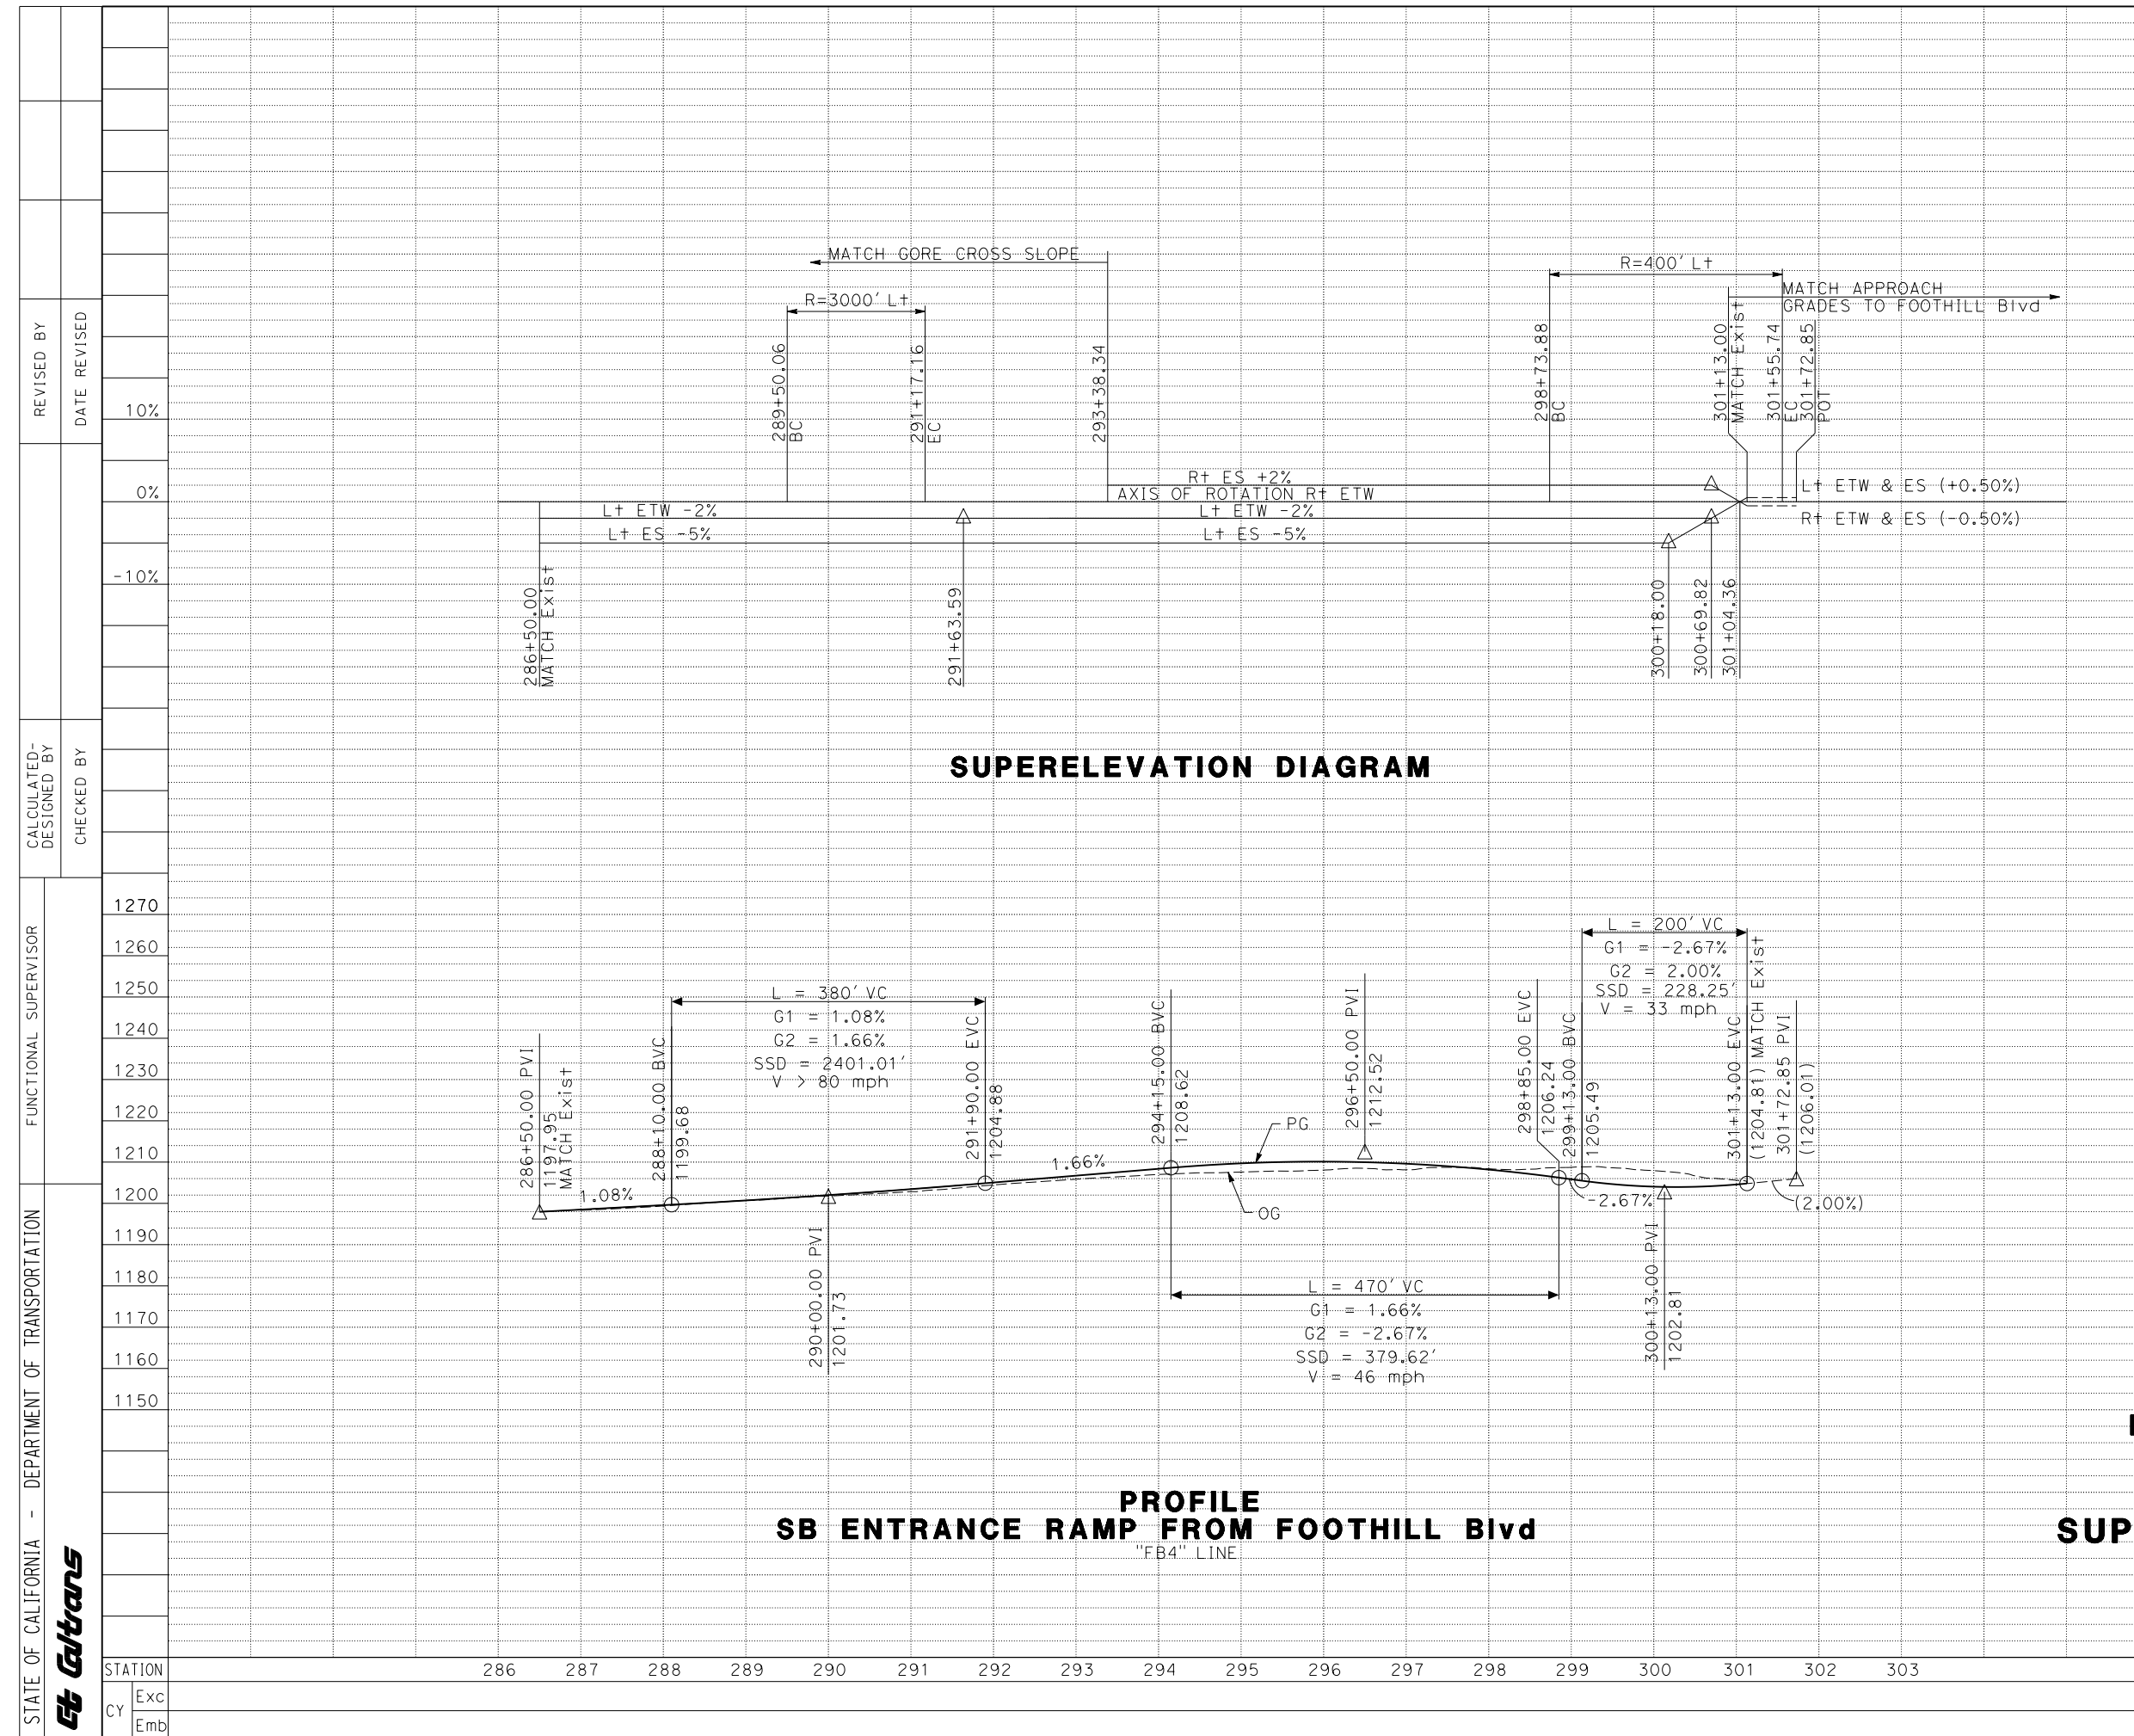 REVISED BY
DATE REVISED
CALCULATED-
DESIGNED BY
CHECKED BY
FUNCTIONAL SUPERVISOR
STATE OF CALIFORNIA - DEPARTMENT OF TRANSPORTATION
Ct Caltrans
10%
0%
-10%
MATCH GORE CROSS SLOPE
R=3000' Lt
R=400' Lt
MATCH APPROACH
GRADES TO FOOTHILL Blvd
289+50.06
BC
291+17.16
EC
293+38.34
298+73.88
BC
301+13.00
MATCH Exist
301+55.74
EC
301+72.85
POT
Rt ES +2%
AXIS OF ROTATION Rt ETW
Lt ETW & ES (+0.50%)
Lt ETW -2%
Lt ETW -2%
Rt ETW & ES (-0.50%)
Lt ES -5%
Lt ES -5%
286+50.00
MATCH Exist
291+63.59
300+18.00
300+69.82
301+04.36
SUPERELEVATION DIAGRAM
1270
1260
1250
1240
1230
1220
1210
1200
1190
1180
1170
1160
1150
286+50.00 PVI
1197.95
MATCH Exist
1.08%
288+10.00 BVC
1199.68
L = 380' VC
G1 = 1.08%
G2 = 1.66%
SSD = 2401.01'
V > 80 mph
290+00.00 PVI
1201.73
291+90.00 EVC
1204.88
1.66%
294+15.00 BVC
1208.62
PG
OG
296+50.00 PVI
1212.52
L = 470' VC
G1 = 1.66%
G2 = -2.67%
SSD = 379.62'
V = 46 mph
298+85.00 EVC
1206.24
299+13.00 BVC
1205.49
-2.67%
L = 200' VC
G1 = -2.67%
G2 = 2.00%
SSD = 228.25'
V = 33 mph
300+13.00 PVI
1202.81
301+13.00 EVC
(1204.81) MATCH Exist
301+72.85 PVI
(1206.01)
(2.00%)
PROFILE
SB ENTRANCE RAMP FROM FOOTHILL Blvd
"FB4" LINE
SUP
STATION
286 287 288 289 290 291 292 293 294 295 296 297 298 299 300 301 302 303
CY
Exc
Emb